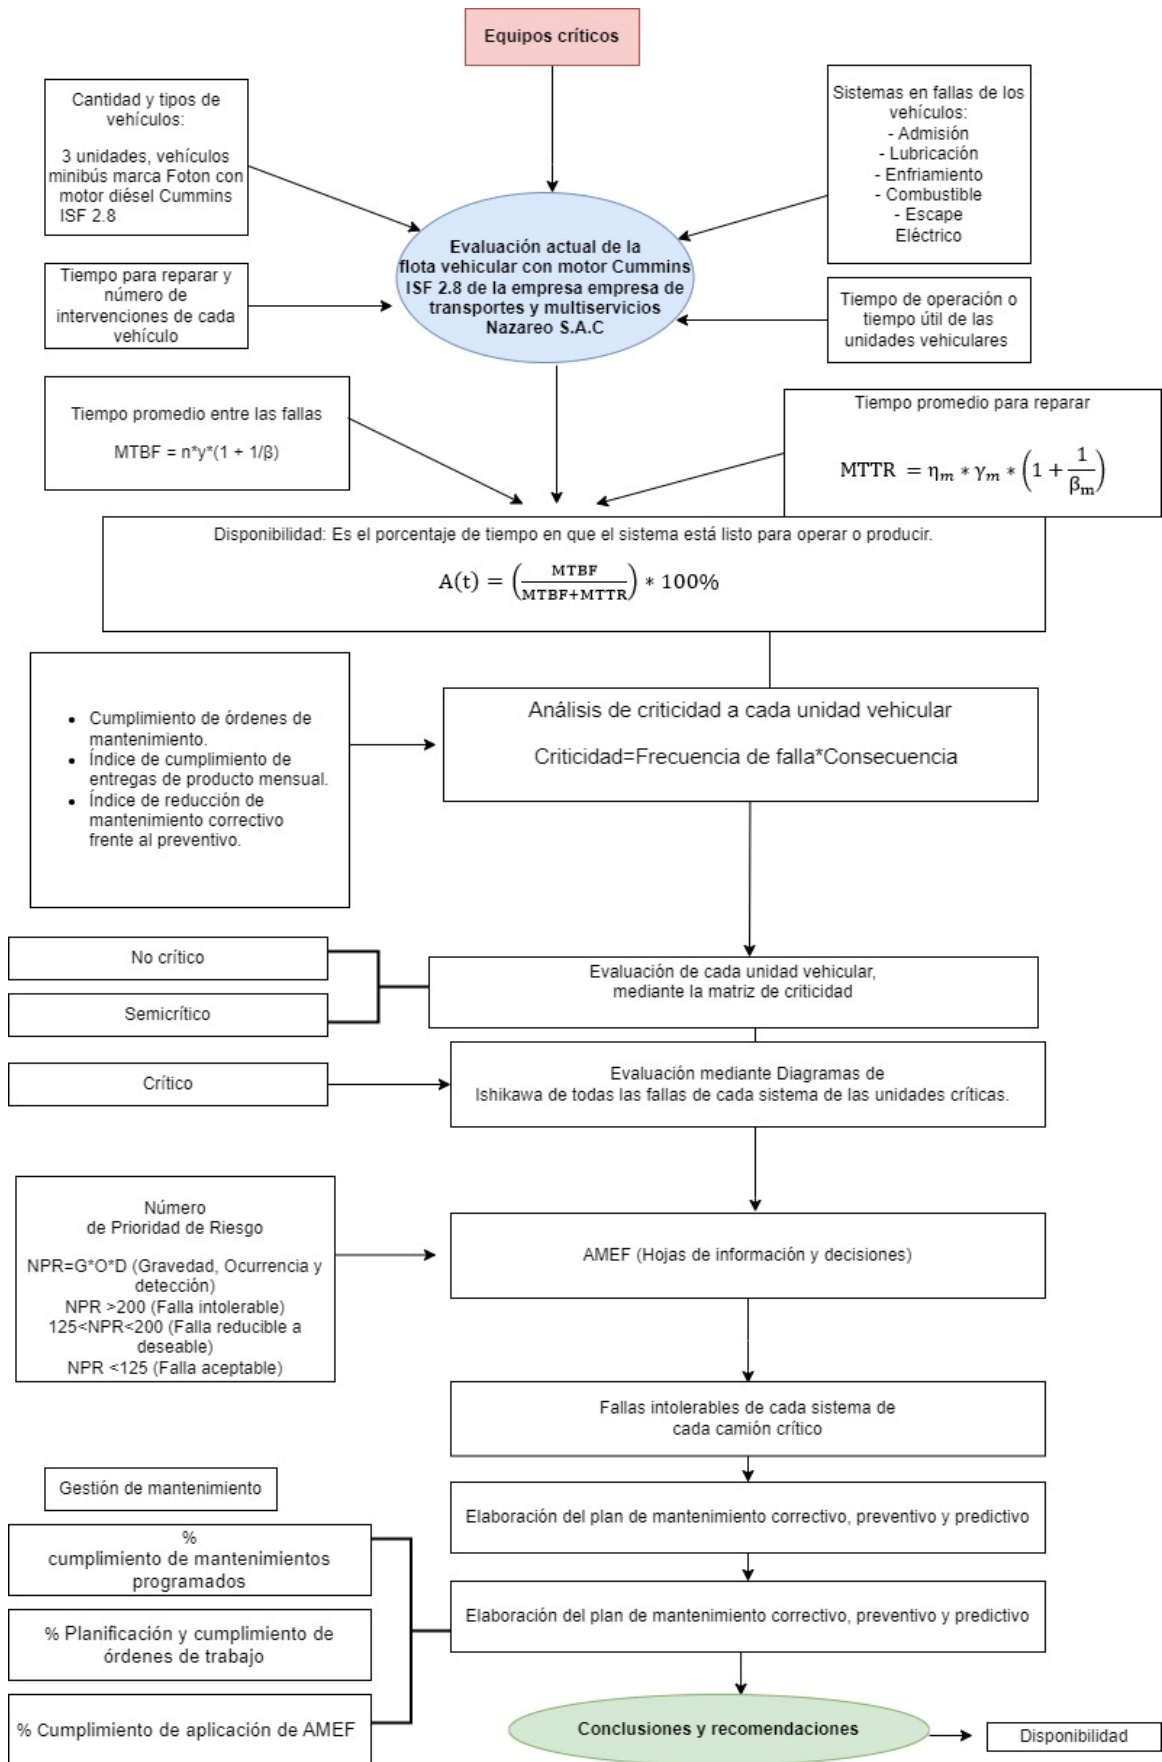 Equipos críticos
Cantidad y tipos de
vehículos:
3 unidades, vehículos
minibús marca Foton con
motor diésel Cummins
ISF 2.8
Sistemas en fallas de los
vehículos:
- Admisión
- Lubricación
- Enfriamiento
- Combustible
- Escape
Eléctrico
Evaluación actual de la
flota vehicular con motor Cummins
ISF 2.8 de la empresa empresa de
transportes y multiservicios
Nazareo S.A.C
Tiempo para reparar y
número de
intervenciones de cada
vehículo
Tiempo de operación o
tiempo útil de las
unidades vehiculares
Tiempo promedio entre las fallas
MTBF = n*y*(1 + 1/β)
Tiempo promedio para reparar
MTTR = η_m * γ_m * (1 + 1/β_m)
Disponibilidad: Es el porcentaje de tiempo en que el sistema está listo para operar o producir.
A(t) = (MTBF/MTBF+MTTR) * 100%
• Cumplimiento de órdenes de
mantenimiento.
• Índice de cumplimiento de
entregas de producto mensual.
• Índice de reducción de
mantenimiento correctivo
frente al preventivo.
Análisis de criticidad a cada unidad vehicular
Criticidad=Frecuencia de falla*Consecuencia
No crítico
Semicrítico
Evaluación de cada unidad vehicular,
mediante la matriz de criticidad
Crítico
Evaluación mediante Diagramas de
Ishikawa de todas las fallas de cada sistema de las unidades críticas.
Número
de Prioridad de Riesgo
NPR=G*O*D (Gravedad, Ocurrencia y
detección)
NPR >200 (Falla intolerable)
125<NPR<200 (Falla reducible a
deseable)
NPR <125 (Falla aceptable)
AMEF (Hojas de información y decisiones)
Fallas intolerables de cada sistema de
cada camión crítico
Gestión de mantenimiento
Elaboración del plan de mantenimiento correctivo, preventivo y predictivo
%
cumplimiento de mantenimientos
programados
% Planificación y cumplimiento de
órdenes de trabajo
% Cumplimiento de aplicación de AMEF
Elaboración del plan de mantenimiento correctivo, preventivo y predictivo
Conclusiones y recomendaciones
Disponibilidad